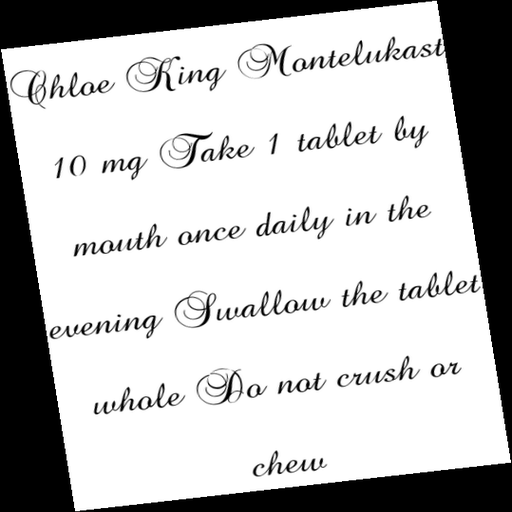 Chloe King Montelukast
10 mg Take 1 tablet by
mouth once daily in the
evening Swallow the tablet
whole Do not crush or
chew